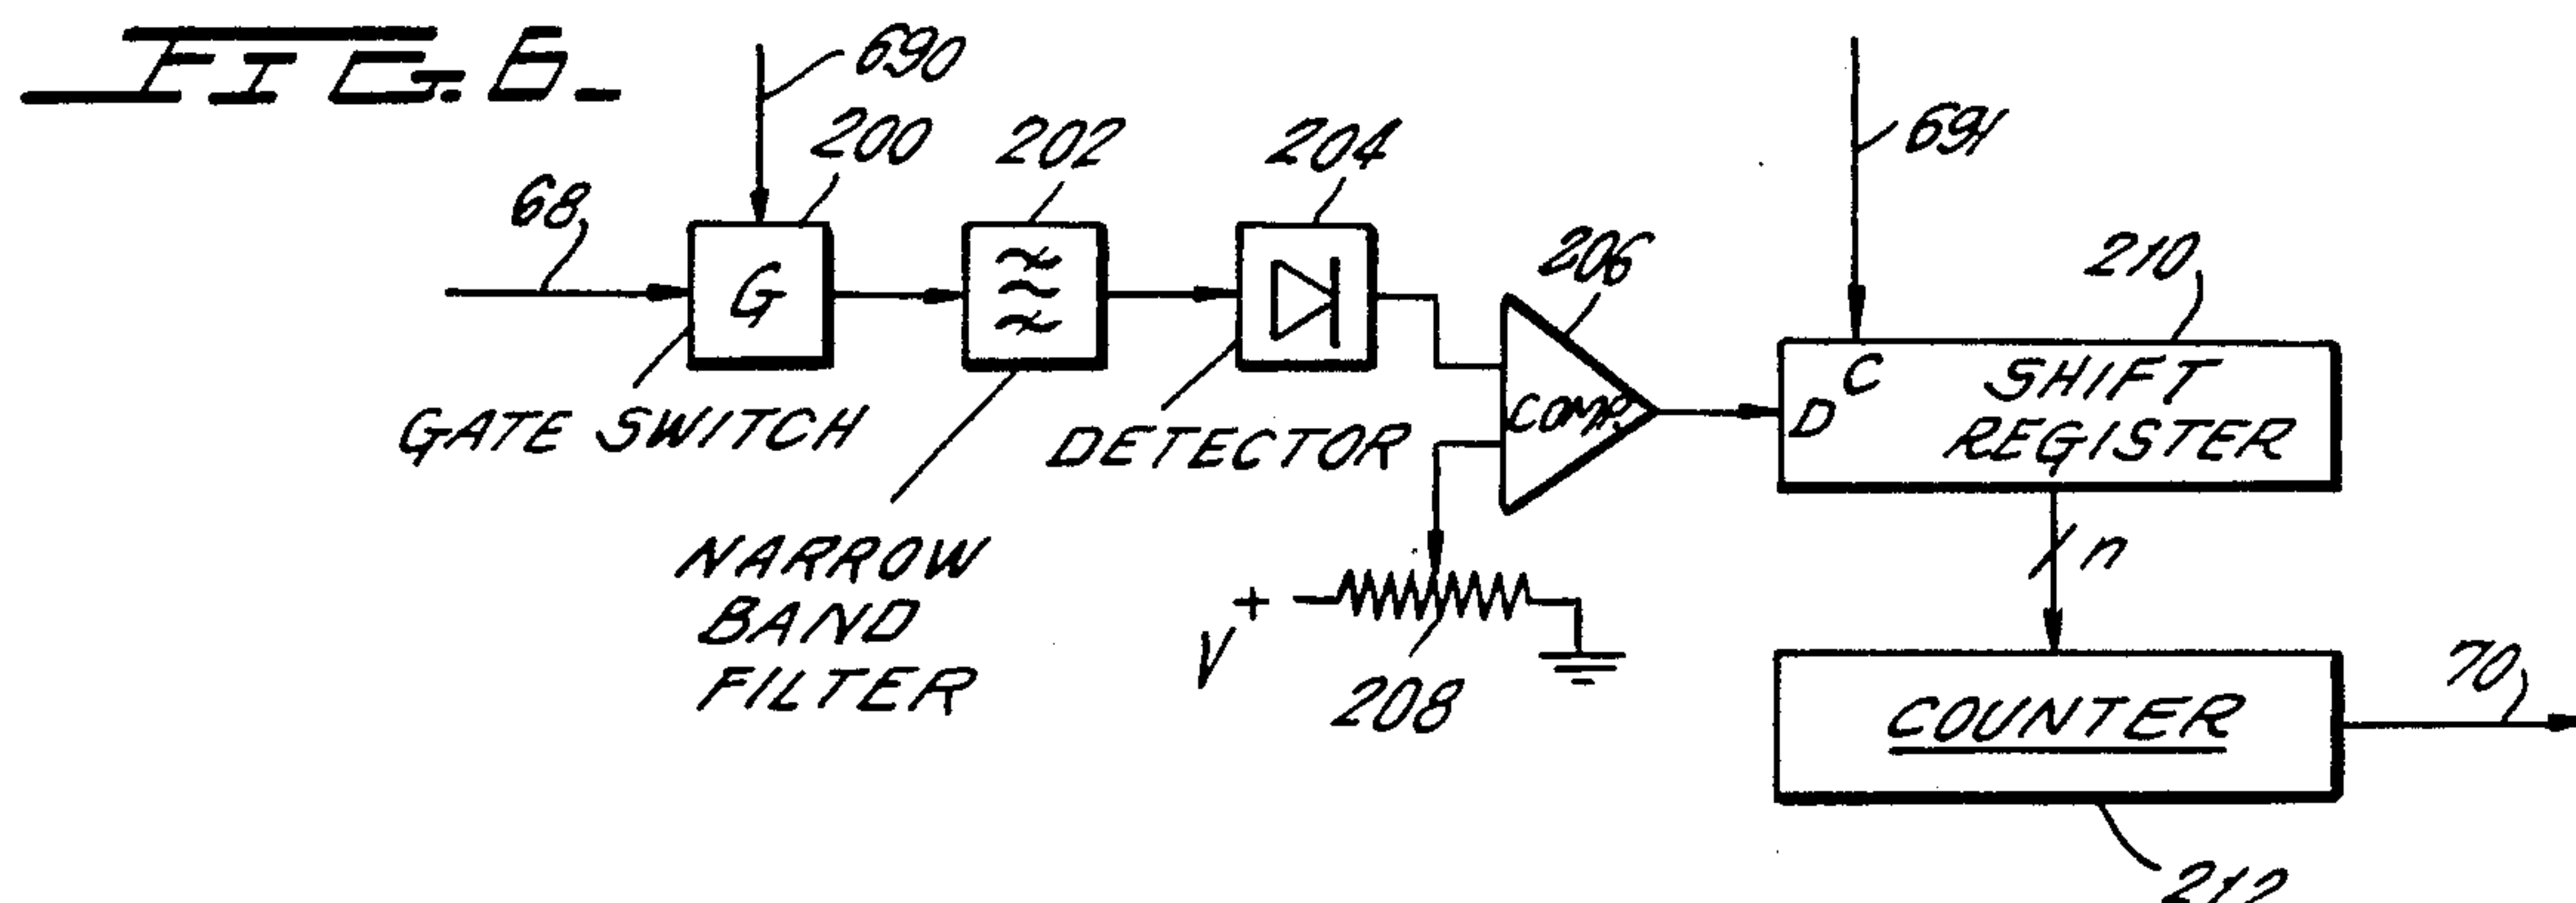 FIG. 6.
690
691
200
202
204
68
206
210
G
C
D
SHIFT
REGISTER
COMP.
GATE SWITCH
DETECTOR
NARROW
BAND
FILTER
n
V+
208
COUNTER
70
212